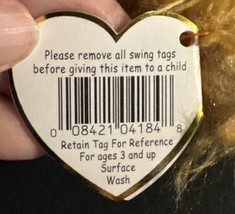 Please remove all swing tags
before giving this item to a child
0 08421 04184 8
Retain Tag For Reference
For ages 3 and up
Surface
Wash